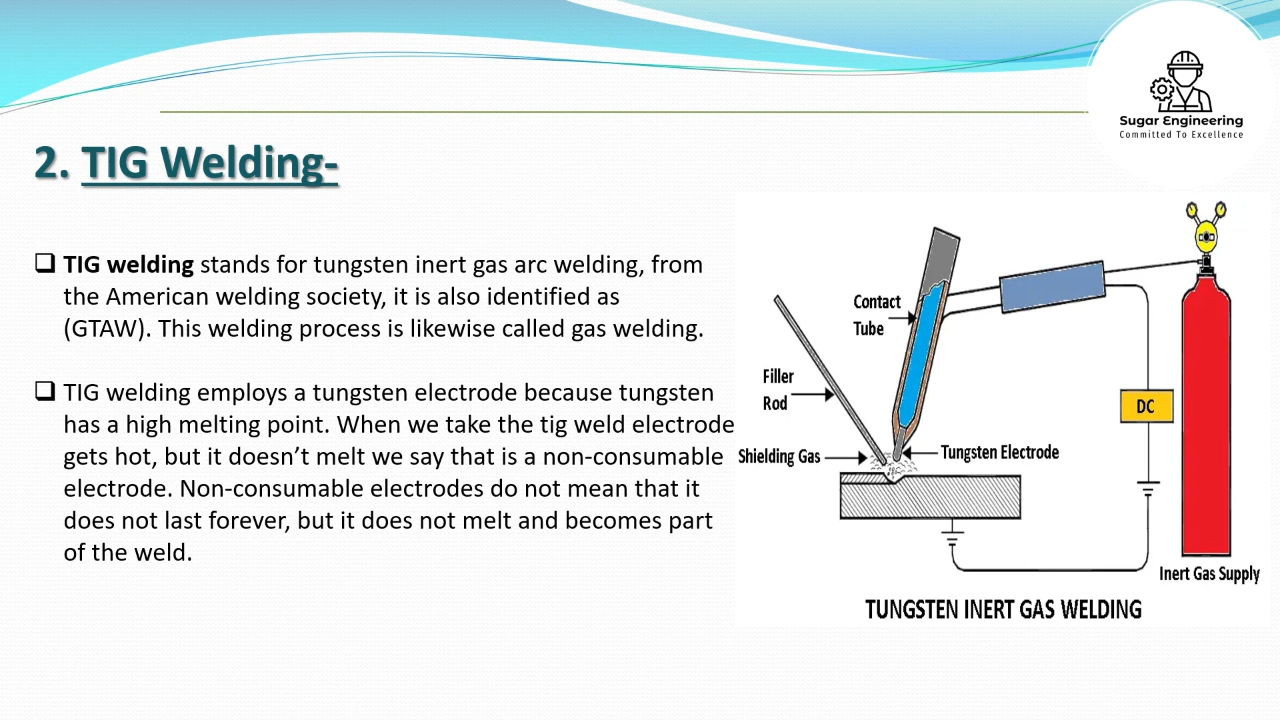 Sugar Engineering
Committed To Excellence
2. TIG Welding-
❑ TIG welding stands for tungsten inert gas arc welding, from
the American welding society, it is also identified as
(GTAW). This welding process is likewise called gas welding.
❑ TIG welding employs a tungsten electrode because tungsten
has a high melting point. When we take the tig weld electrode
gets hot, but it doesn’t melt we say that is a non-consumable
electrode. Non-consumable electrodes do not mean that it
does not last forever, but it does not melt and becomes part
of the weld.
Contact
Tube
Filler
Rod
DC
Shielding Gas
Tungsten Electrode
Inert Gas Supply
TUNGSTEN INERT GAS WELDING